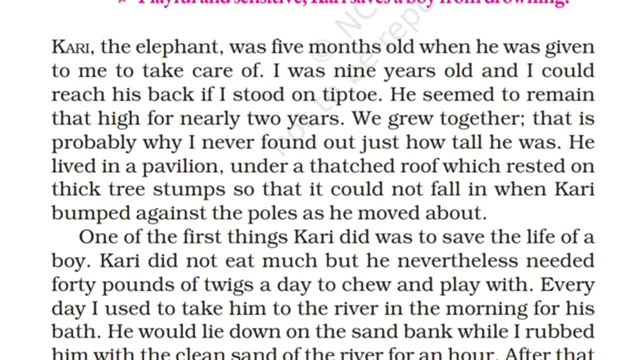 Playful and sensitive, Kari saves a boy from drowning.
KARI, the elephant, was five months old when he was given
to me to take care of. I was nine years old and I could
reach his back if I stood on tiptoe. He seemed to remain
that high for nearly two years. We grew together; that is
probably why I never found out just how tall he was. He
lived in a pavilion, under a thatched roof which rested on
thick tree stumps so that it could not fall in when Kari
bumped against the poles as he moved about.
One of the first things Kari did was to save the life of a
boy. Kari did not eat much but he nevertheless needed
forty pounds of twigs a day to chew and play with. Every
day I used to take him to the river in the morning for his
bath. He would lie down on the sand bank while I rubbed
him with the clean sand of the river for an hour. After that